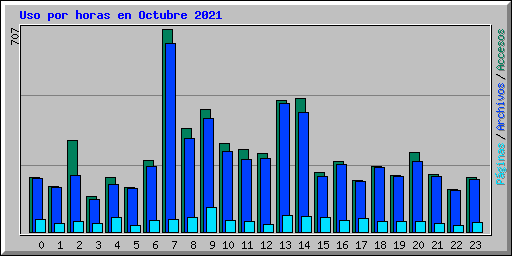 Uso por horas en Octubre 2021
707
Páginas / Archivos / Accesos
0 1 2 3 4 5 6 7 8 9 10 11 12 13 14 15 16 17 18 19 20 21 22 23